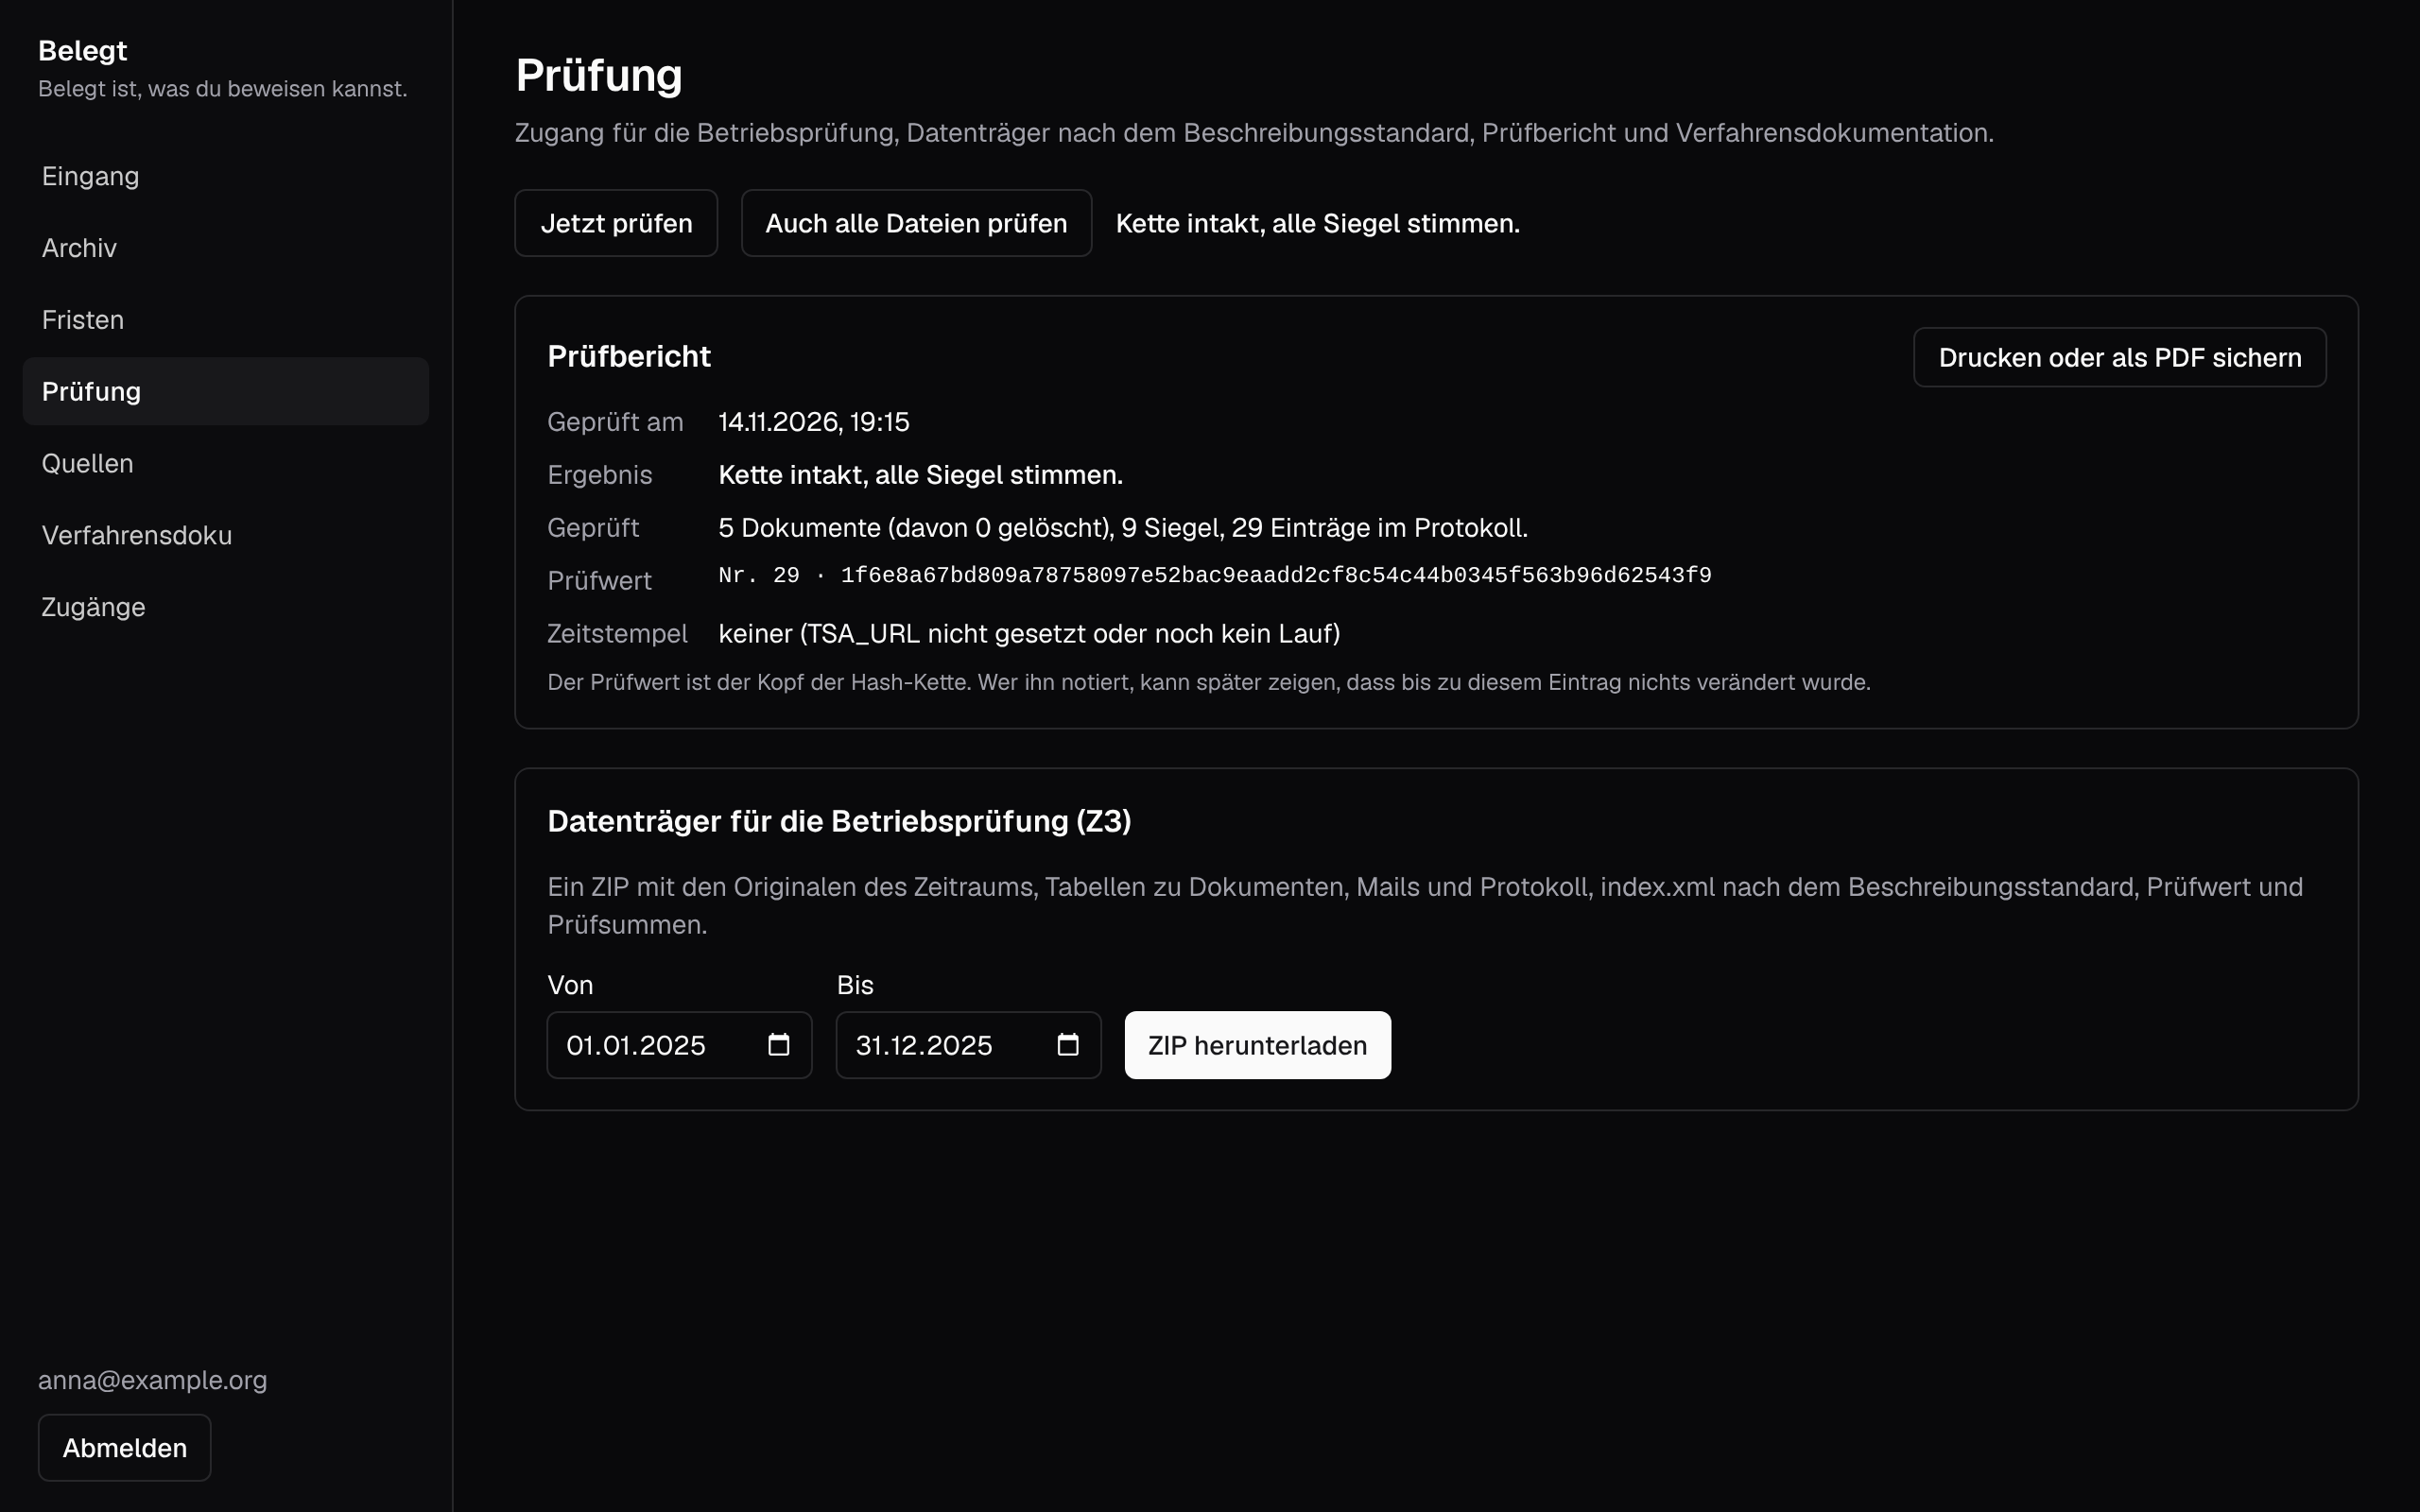 Belegt
Belegt ist, was du beweisen kannst.
Eingang
Archiv
Fristen
Prüfung
Quellen
Verfahrensdoku
Zugänge
anna@example.org
Abmelden
Prüfung
Zugang für die Betriebsprüfung, Datenträger nach dem Beschreibungsstandard, Prüfbericht und Verfahrensdokumentation.
Jetzt prüfen
Auch alle Dateien prüfen
Kette intakt, alle Siegel stimmen.
Prüfbericht
Drucken oder als PDF sichern
Geprüft am 14.11.2026, 19:15
Ergebnis Kette intakt, alle Siegel stimmen.
Geprüft 5 Dokumente (davon 0 gelöscht), 9 Siegel, 29 Einträge im Protokoll.
Prüfwert Nr. 29 · 1f6e8a67bd809a78758097e52bac9eaadd2cf8c54c44b0345f563b96d62543f9
Zeitstempel keiner (TSA_URL nicht gesetzt oder noch kein Lauf)
Der Prüfwert ist der Kopf der Hash-Kette. Wer ihn notiert, kann später zeigen, dass bis zu diesem Eintrag nichts verändert wurde.
Datenträger für die Betriebsprüfung (Z3)
Ein ZIP mit den Originalen des Zeitraums, Tabellen zu Dokumenten, Mails und Protokoll, index.xml nach dem Beschreibungsstandard, Prüfwert und
Prüfsummen.
Von
Bis
01.01.2025
31.12.2025
ZIP herunterladen